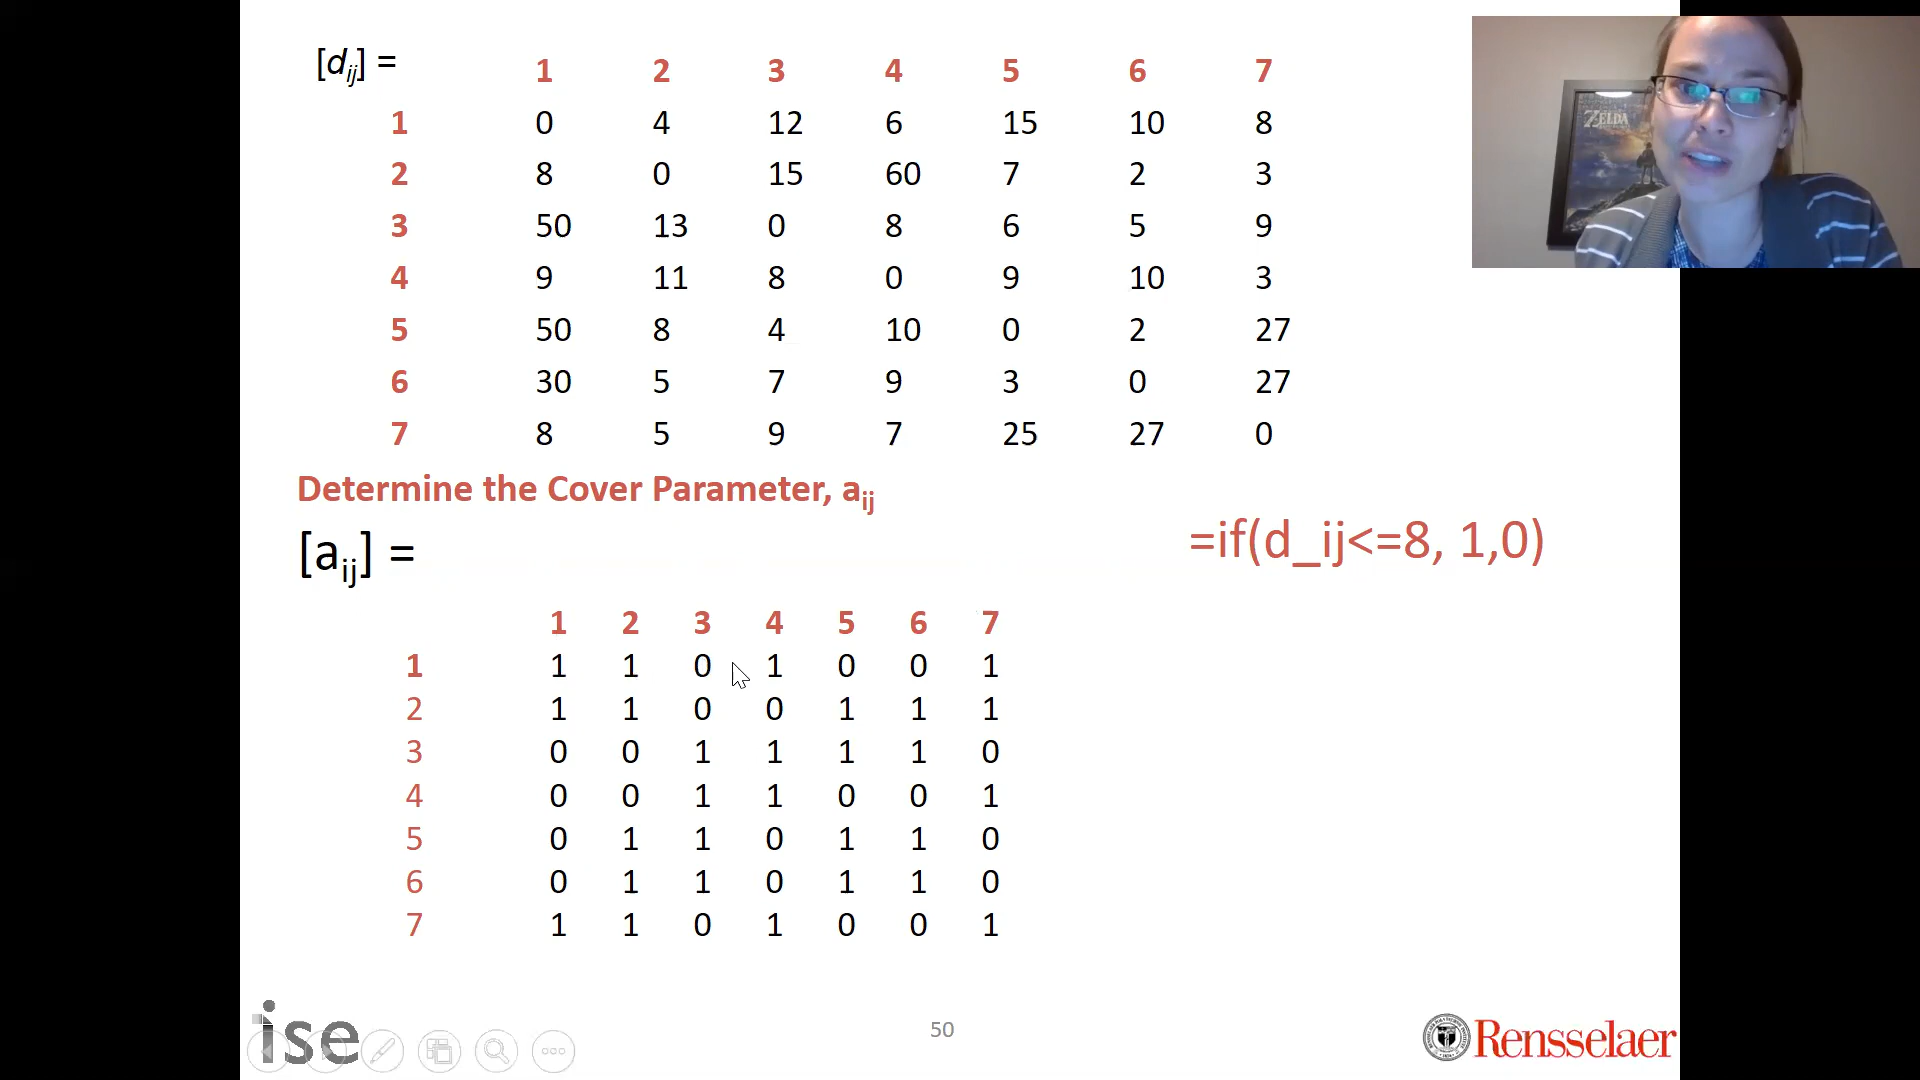 [dij] = 1 2 3 4 5 6 7
1 0 4 12 6 15 10 8
2 8 0 15 60 7 2 3
3 50 13 0 8 6 5 9
4 9 11 8 0 9 10 3
5 50 8 4 10 0 2 27
6 30 5 7 9 3 0 27
7 8 5 9 7 25 27 0
ZELDA
Determine the Cover Parameter, aij
[aij] =
=if(d_ij<=8, 1,0)
1 2 3 4 5 6 7
1 1 1 0 1 0 0 1
2 1 1 0 0 1 1 1
3 0 0 1 1 1 1 0
4 0 0 1 1 0 0 1
5 0 1 1 0 1 1 0
6 0 1 1 0 1 1 0
7 1 1 0 1 0 0 1
ise
50
Rensselaer